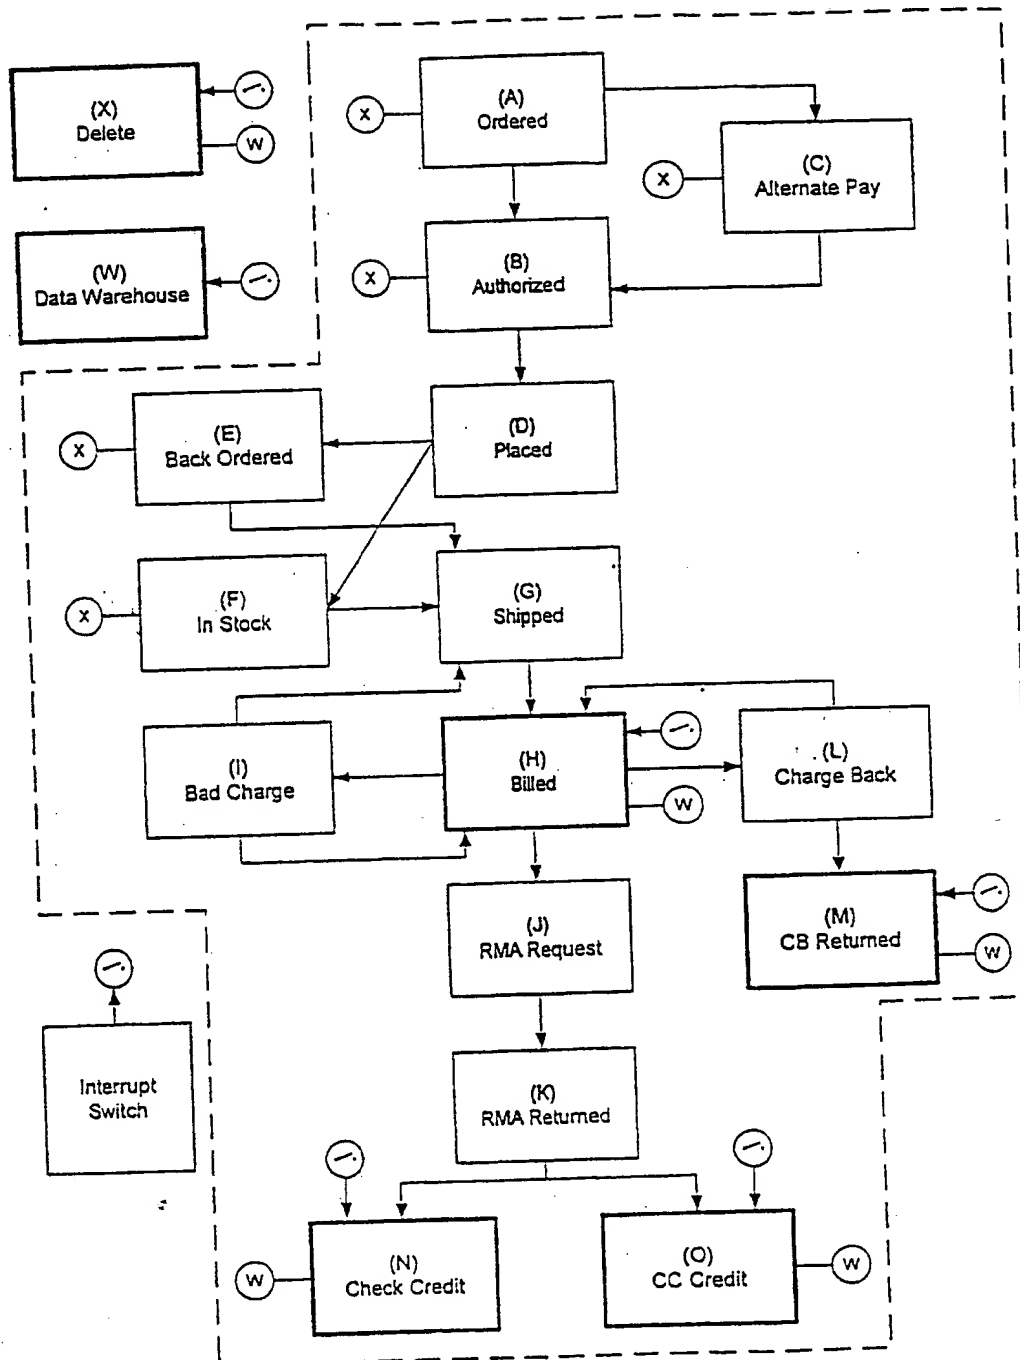 (X)
Delete
W
(A)
Ordered
X
(C)
Alternate Pay
X
(W)
Data Warehouse
(B)
Authorized
X
(E)
Back Ordered
X
(D)
Placed
(F)
In Stock
X
(G)
Shipped
(I)
Bad Charge
(H)
Billed
W
(L)
Charge Back
(J)
RMA Request
(M)
CB Returned
W
Interrupt
Switch
(K)
RMA Returned
(N)
Check Credit
W
(O)
CC Credit
W